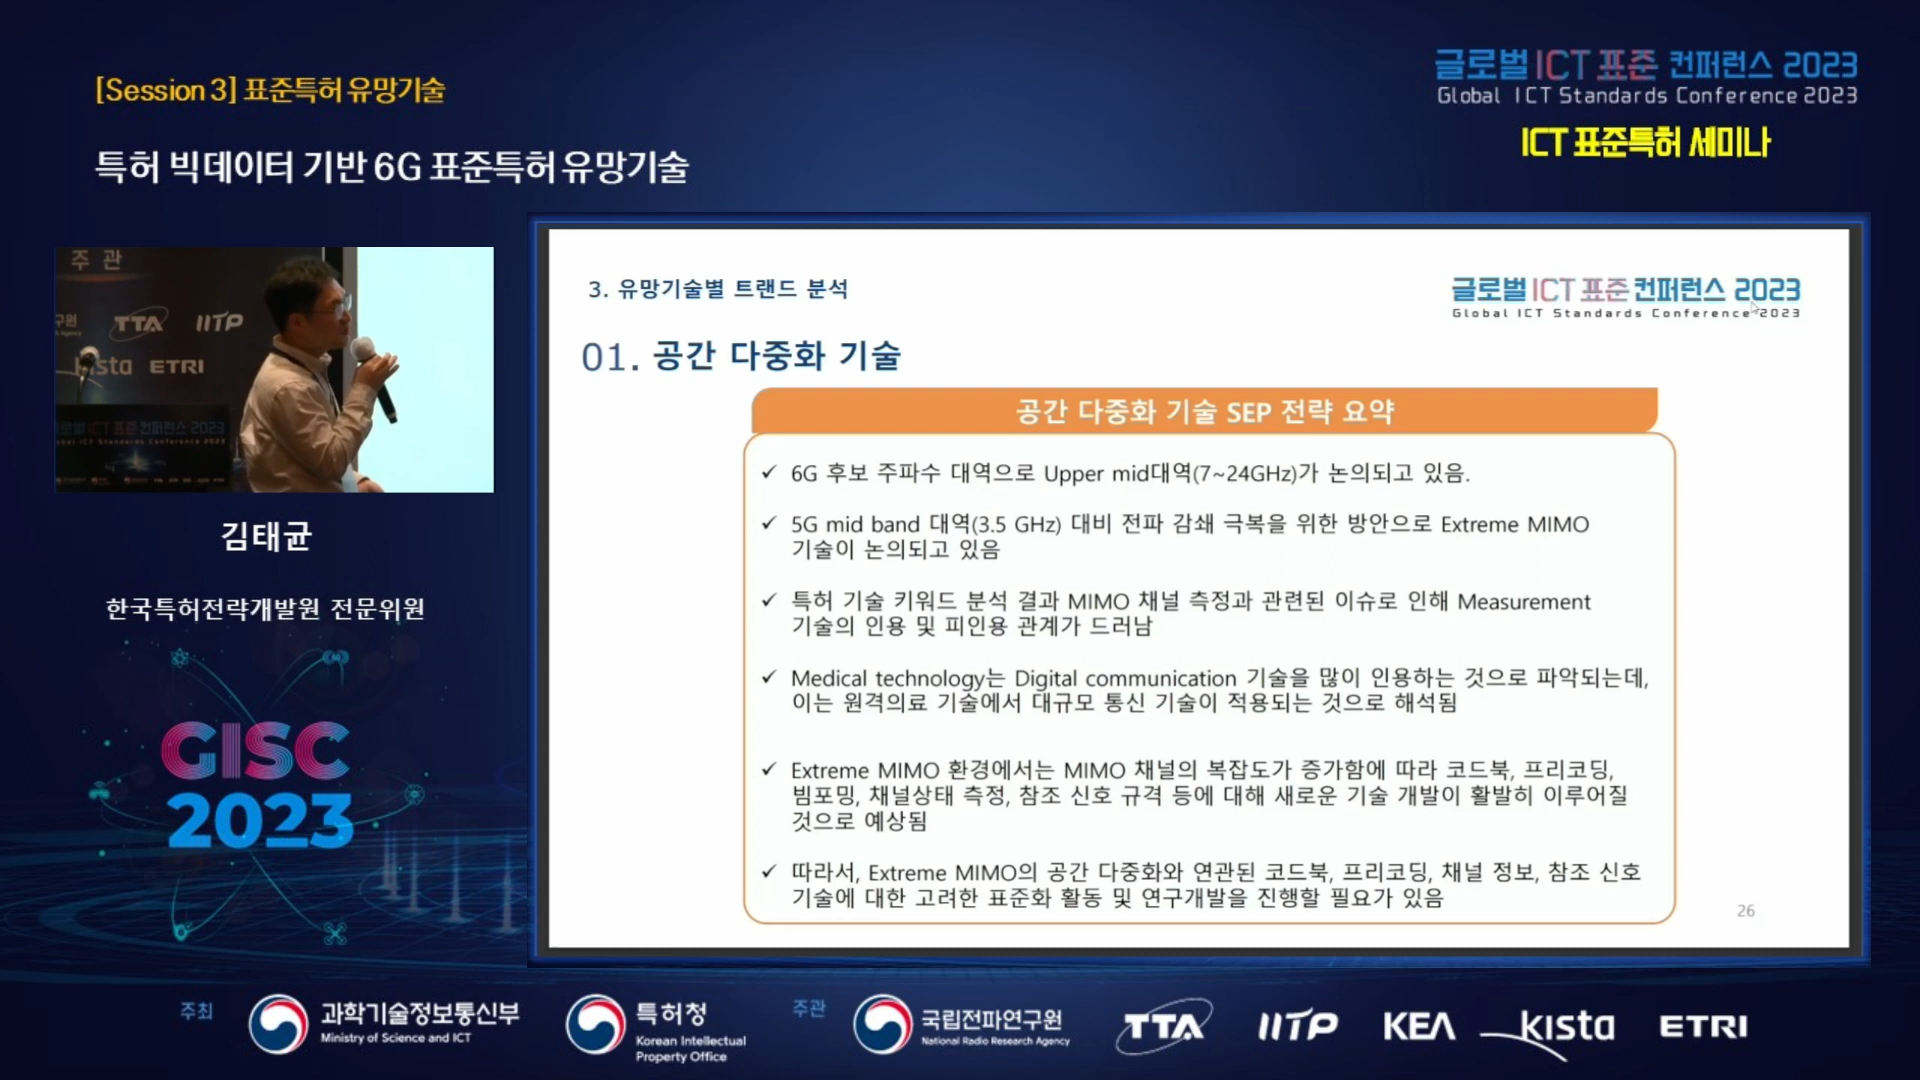 [Session 3] 표준특허 유망기술
특허 빅데이터 기반 6G 표준특허 유망기술
글로벌 ICT 표준 컨퍼런스 2023
Global ICT Standards Conference 2023
ICT 표준특허 세미나
주 관
TTA
IITP
kista
ETRI
김태균
한국특허전략개발원 전문위원
GISC
2023
3. 유망기술별 트랜드 분석
글로벌 ICT 표준 컨퍼런스 2023
Global ICT Standards Conference 2023
01. 공간 다중화 기술
공간 다중화 기술 SEP 전략 요약
✓ 6G 후보 주파수 대역으로 Upper mid대역(7~24GHz)가 논의되고 있음.
✓ 5G mid band 대역(3.5 GHz) 대비 전파 감쇄 극복을 위한 방안으로 Extreme MIMO
기술이 논의되고 있음
✓ 특허 기술 키워드 분석 결과 MIMO 채널 측정과 관련된 이슈로 인해 Measurement
기술의 인용 및 피인용 관계가 드러남
✓ Medical technology는 Digital communication 기술을 많이 인용하는 것으로 파악되는데,
이는 원격의료 기술에서 대규모 통신 기술이 적용되는 것으로 해석됨
✓ Extreme MIMO 환경에서는 MIMO 채널의 복잡도가 증가함에 따라 코드북, 프리코딩,
빔포밍, 채널상태 측정, 참조 신호 규격 등에 대해 새로운 기술 개발이 활발히 이루어질
것으로 예상됨
✓ 따라서, Extreme MIMO의 공간 다중화와 연관된 코드북, 프리코딩, 채널 정보, 참조 신호
기술에 대한 고려한 표준화 활동 및 연구개발을 진행할 필요가 있음
26
주최
과학기술정보통신부
Ministry of Science and ICT
특허청
Korean Intellectual
Property Office
주관
국립전파연구원
National Radio Research Agency
TTA
IITP
KEA
kista
ETRI